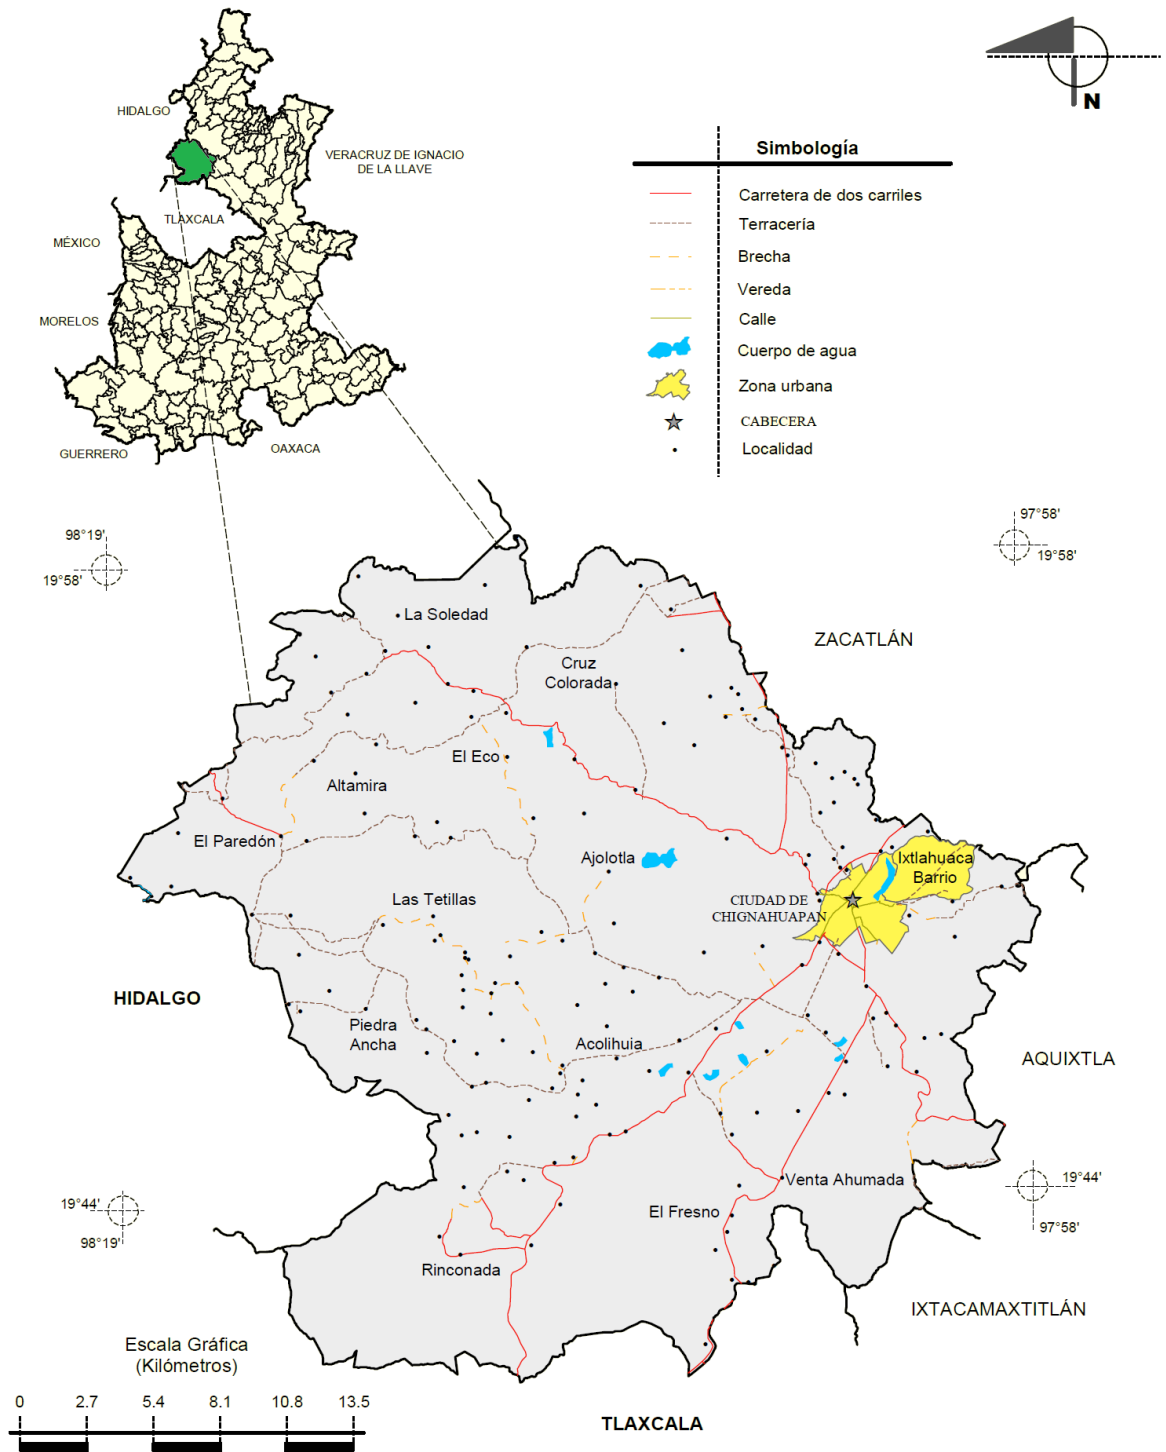 N
HIDALGO
VERACRUZ DE IGNACIO
DE LA LLAVE
TLAXCALA
MÉXICO
MORELOS
GUERRERO
OAXACA
Simbología
Carretera de dos carriles
Terracería
Brecha
Vereda
Calle
Cuerpo de agua
Zona urbana
CABECERA
Localidad
98°19'
19°58'
97°58'
19°58'
La Soledad
ZACATLÁN
Cruz
Colorada
El Eco
Altamira
El Paredón
Ajolotla
Ixtlahuaca
Barrio
Las Tetillas
CIUDAD DE
CHIGNAHUAPAN
HIDALGO
Piedra
Ancha
Acolihuia
AQUIXTLA
Venta Ahumada
19°44'
97°58'
19°44'
98°19'
El Fresno
Rinconada
IXTACAMAXTITLÁN
Escala Gráfica
(Kilómetros)
0 2.7 5.4 8.1 10.8 13.5
TLAXCALA